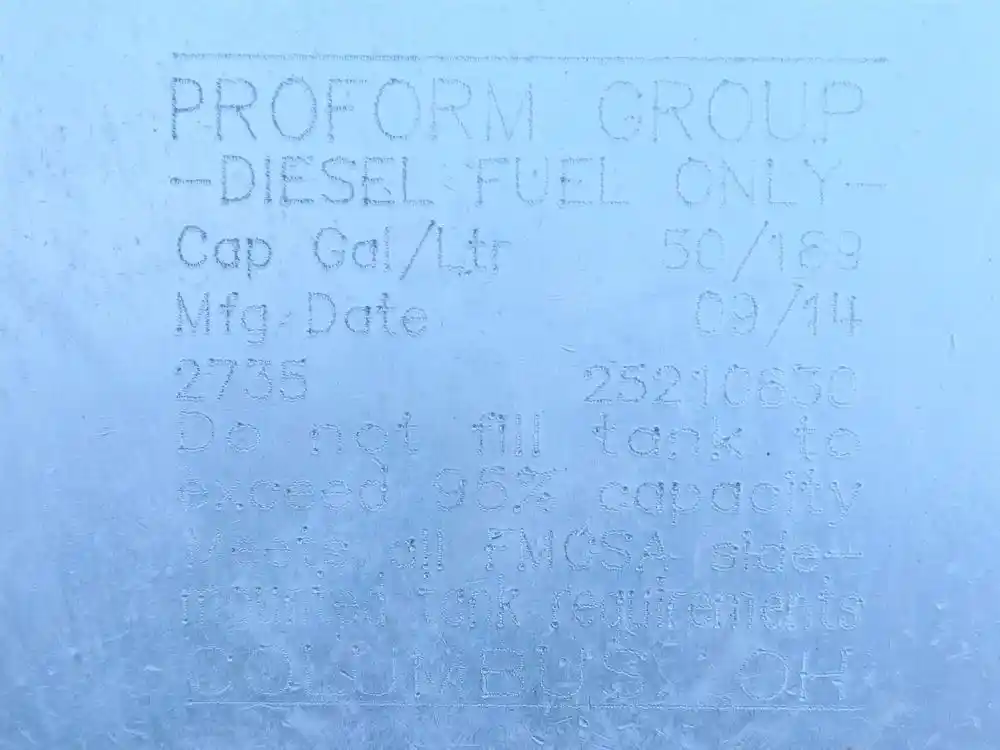 PROFORM GROUP
-DIESEL FUEL ONLY-
Cap Gal/Ltr 50/189
Mfg. Date 09/14
2735 25210630
Do not fill tank to
exceed 95% capacity
Meets all FMCSA side-
mounted tank requirements
COLUMBUS, OH